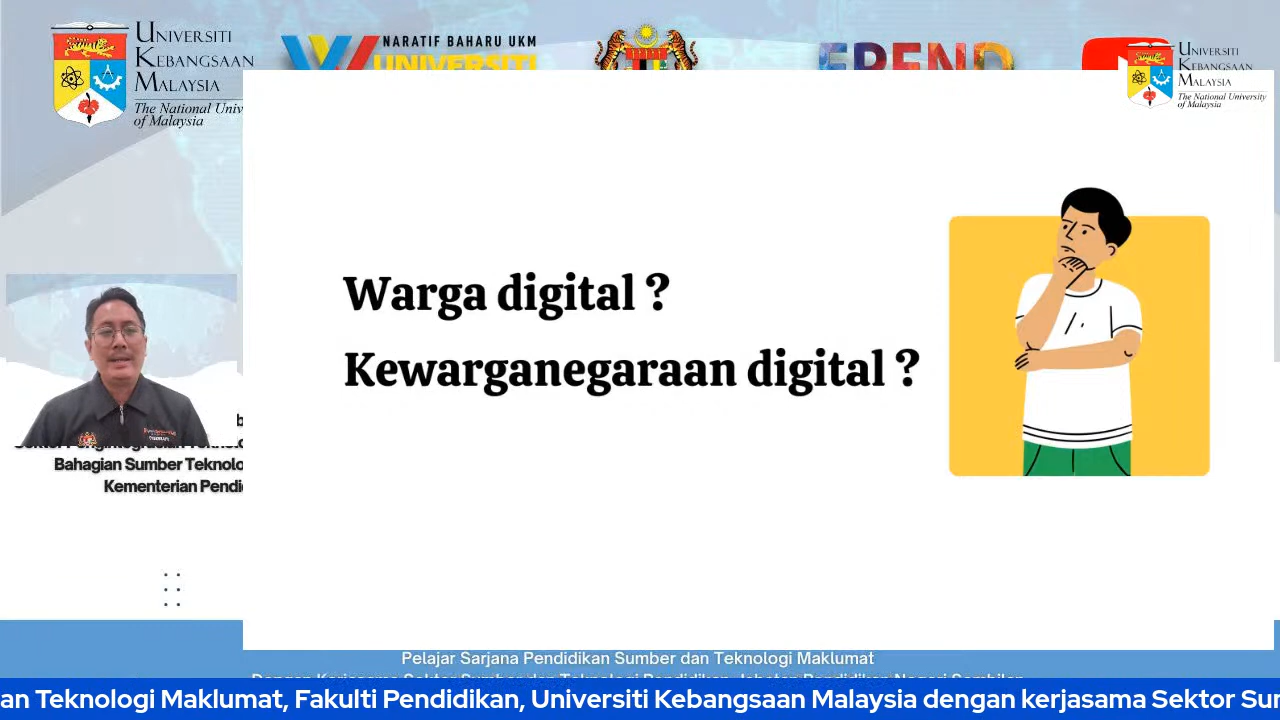 UNIVERSITI
KEBANGSAAN
MALAYSIA
The National Univ
of Malaysia
NARATIF BAHARU UKM
UNIVERSITI
UNIVERSITI
KEBANGSAAN
MALAYSIA
The National University
of Malaysia
Warga digital ?
Kewarganegaraan digital ?
Bahagian Sumber Teknolo
Kementerian Pendi
Pelajar Sarjana Pendidikan Sumber dan Teknologi Maklumat
an Teknologi Maklumat, Fakulti Pendidikan, Universiti Kebangsaan Malaysia dengan kerjasama Sektor Sum